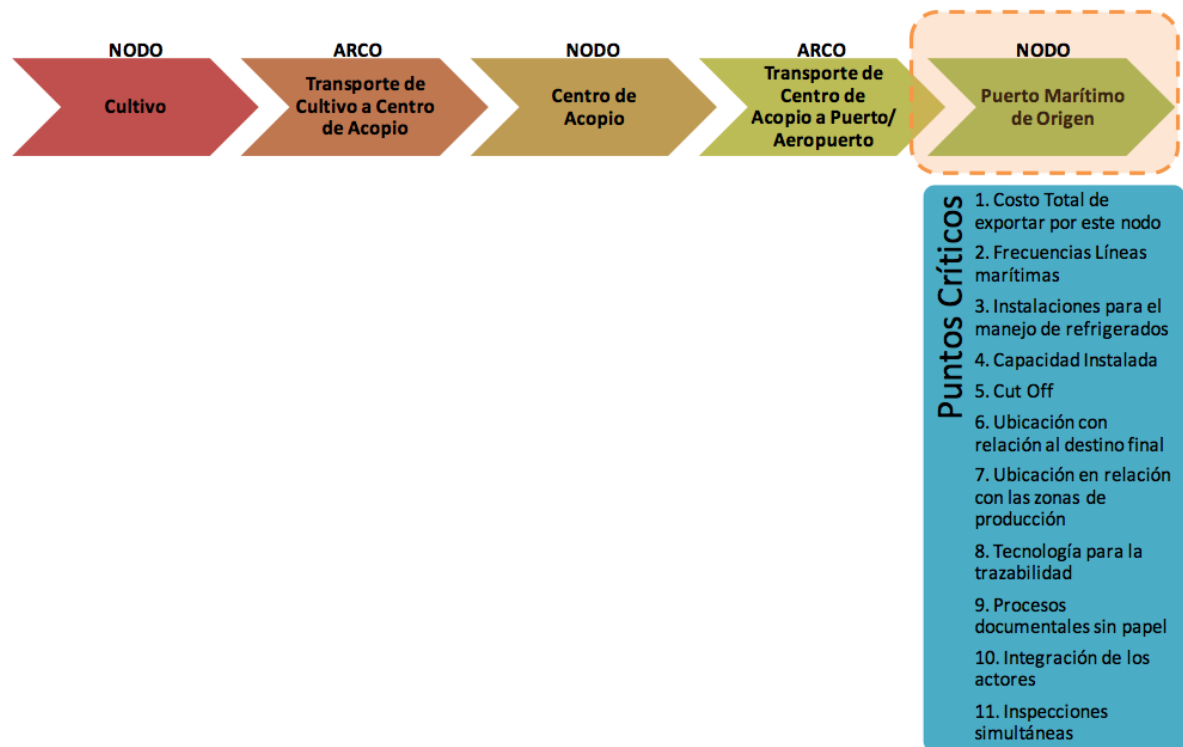 NODO
Cultivo
ARCO
Transporte de
Cultivo a Centro
de Acopio
NODO
Centro de
Acopio
ARCO
Transporte de
Centro de
Acopio a Puerto/
Aeropuerto
NODO
Puerto Marítimo
de Origen
Puntos Críticos
1. Costo Total de
exportar por este nodo
2. Frecuencias Líneas
marítimas
3. Instalaciones para el
manejo de refrigerados
4. Capacidad Instalada
5. Cut Off
6. Ubicación con
relación al destino final
7. Ubicación en relación
con las zonas de
producción
8. Tecnología para la
trazabilidad
9. Procesos
documentales sin papel
10. Integración de los
actores
11. Inspecciones
simultáneas